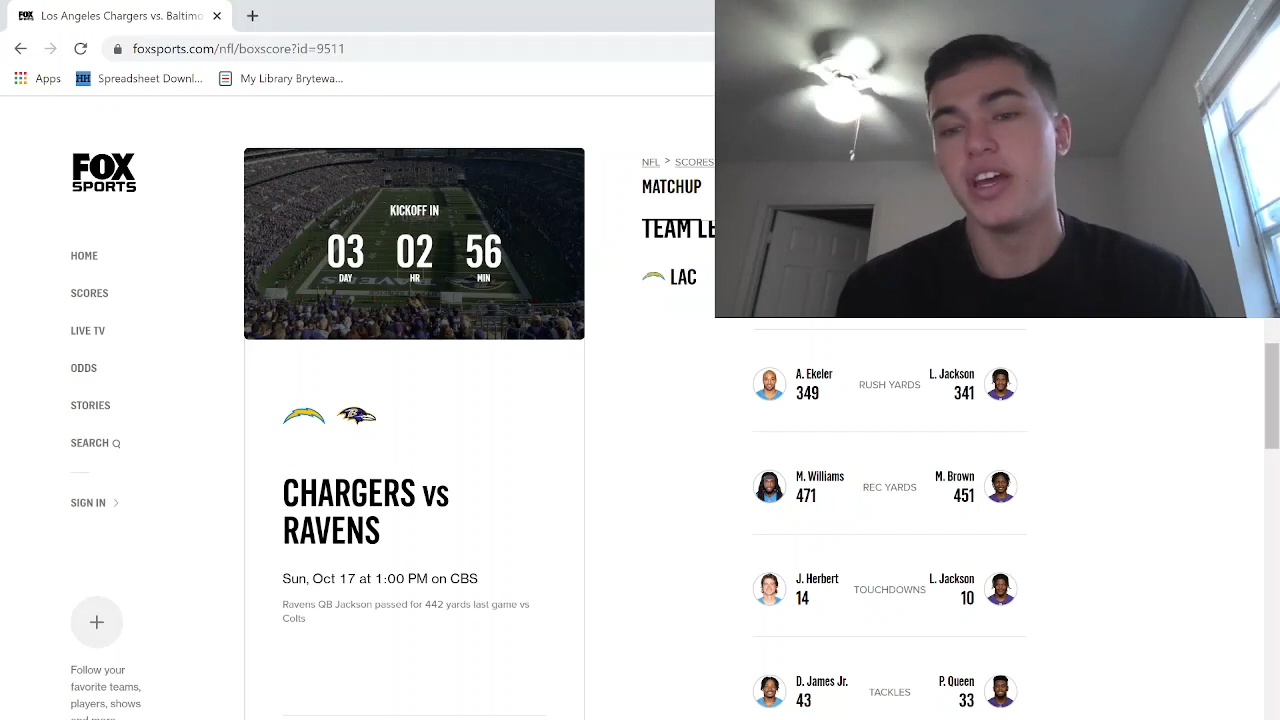 FOX
Los Angeles Chargers vs. Baltimo
foxsports.com/nfl/boxscore?id=9511
Apps
HH
Spreadsheet Downl...
My Library Brytewa...
FOX
SPORTS
HOME
SCORES
LIVE TV
ODDS
STORIES
SEARCH
SIGN IN
Follow your
favorite teams,
players, shows
KICKOFF IN
03 02 56
DAY HR MIN
CHARGERS VS
RAVENS
Sun, Oct 17 at 1:00 PM on CBS
Ravens QB Jackson passed for 442 yards last game vs
Colts
NFL > SCORES
MATCHUP
TEAM LE
LAC
A. Ekeler
349
RUSH YARDS
L. Jackson
341
M. Williams
471
REC YARDS
M. Brown
451
J. Herbert
14
TOUCHDOWNS
L. Jackson
10
D. James Jr.
43
TACKLES
P. Queen
33